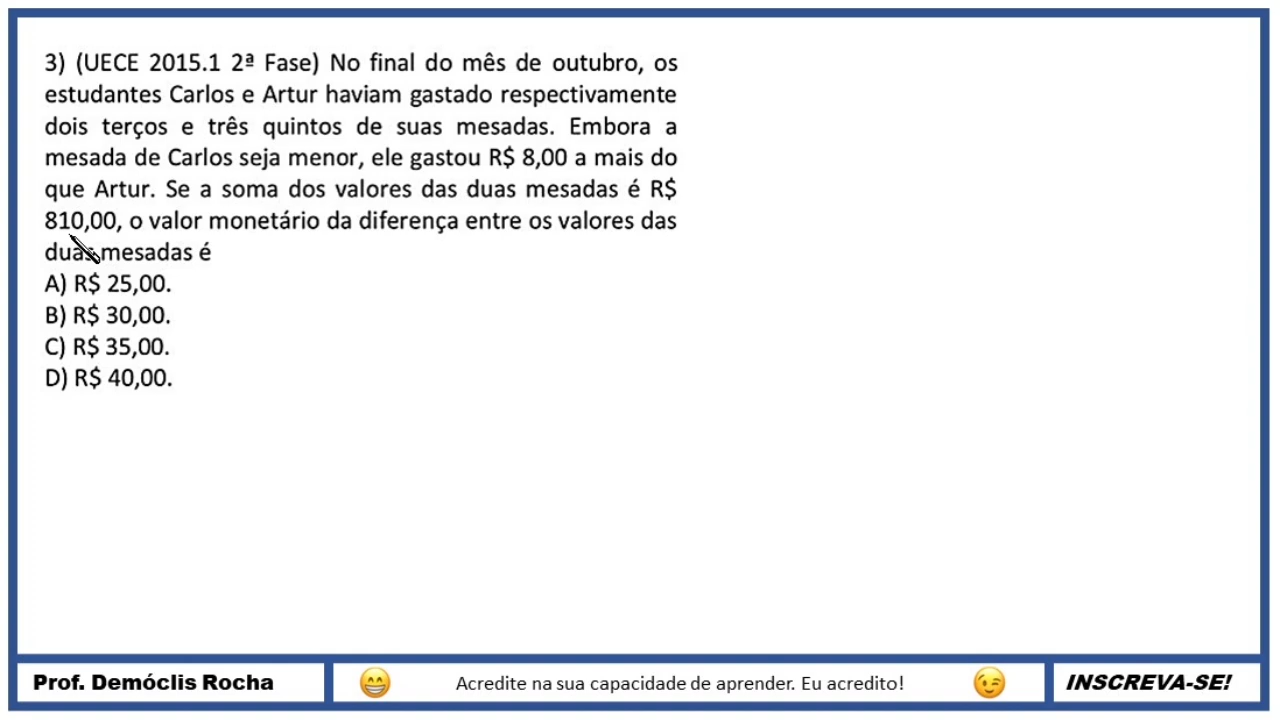 3) (UECE 2015.1 2ª Fase) No final do mês de outubro, os
estudantes Carlos e Artur haviam gastado respectivamente
dois terços e três quintos de suas mesadas. Embora a
mesada de Carlos seja menor, ele gastou R$ 8,00 a mais do
que Artur. Se a soma dos valores das duas mesadas é R$
810,00, o valor monetário da diferença entre os valores das
duas mesadas é
A) R$ 25,00.
B) R$ 30,00.
C) R$ 35,00.
D) R$ 40,00.
Prof. Demóclis Rocha
Acredite na sua capacidade de aprender. Eu acredito!
INSCREVA-SE!